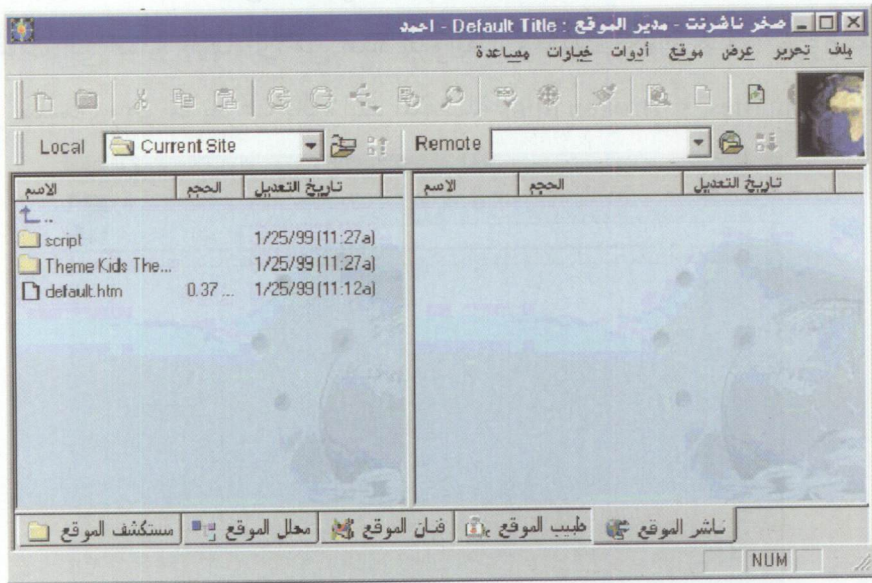 صخر ناشرنت - مدير الموقع : Default Title - احمد
ملف تحرير عرض موقع أدوات خيارات مساعدة
Local Current Site Remote
الاسم الحجم تاريخ التعديل الاسم الحجم تاريخ التعديل
..
script 1/25/99 (11:27a)
Theme Kids The... 1/25/99 (11:27a)
default.htm 0.37 ... 1/25/99 (11:12a)
مستكشف الموقع محلل الموقع فنان الموقع طبيب الموقع ناشر الموقع
NUM